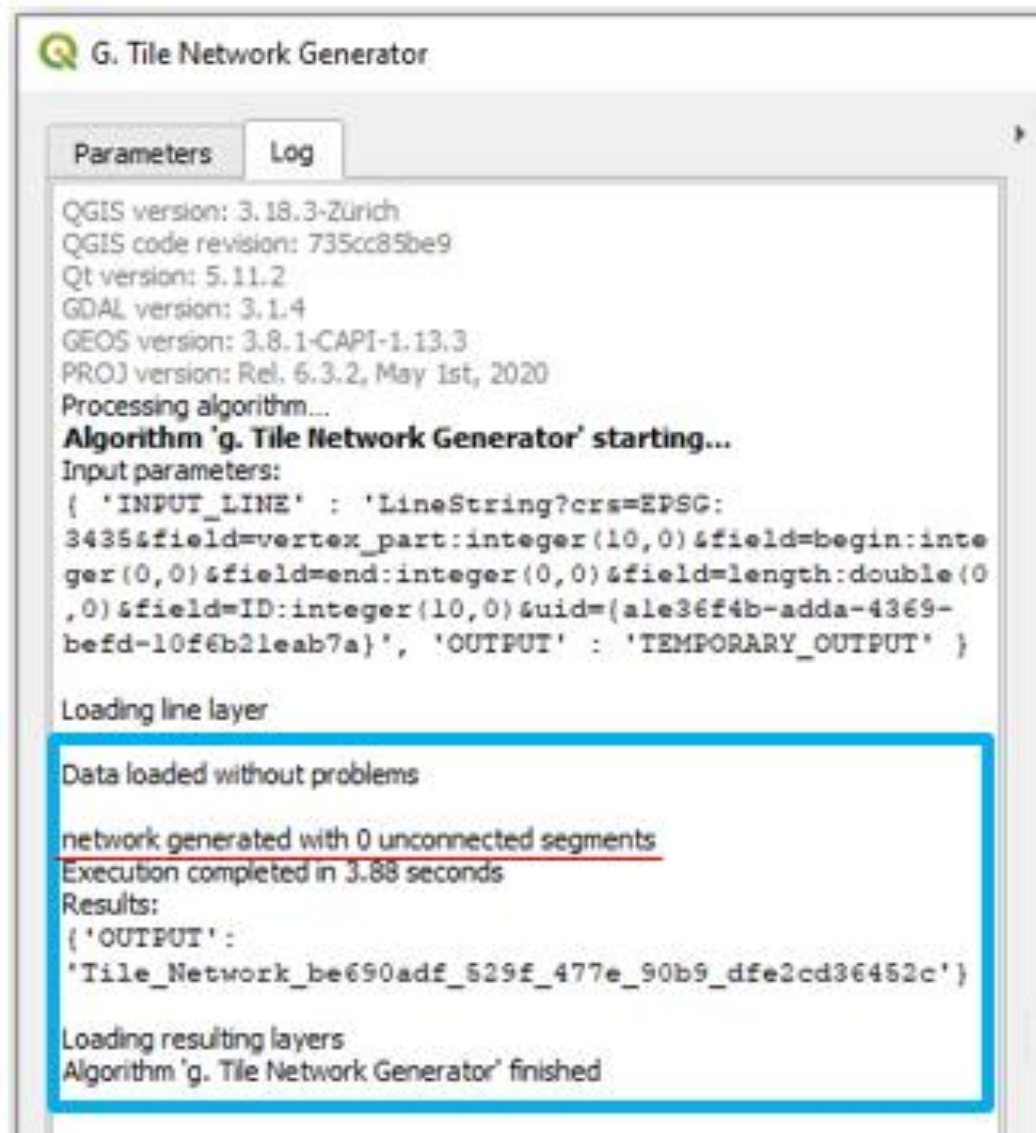 G. Tile Network Generator
Parameters
Log
QGIS version: 3.18.3-Zürich
QGIS code revision: 735cc85be9
Qt version: 5.11.2
GDAL version: 3.1.4
GEOS version: 3.8.1-CAPI-1.13.3
PROJ version: Rel. 6.3.2, May 1st, 2020
Processing algorithm...
Algorithm 'g. Tile Network Generator' starting...
Input parameters:
{ 'INPUT_LINE' : 'LineString?crs=EPSG:
3435&field=vertex_part:integer(10,0)&field=begin:inte
ger(0,0)&field=end:integer(0,0)&field=length:double(0
,0)&field=ID:integer(10,0)&uid={a1e36f4b-adda-4369-
befd-10f6b21eab7a}', 'OUTPUT' : 'TEMPORARY_OUTPUT' }
Loading line layer
Data loaded without problems
network generated with 0 unconnected segments
Execution completed in 3.88 seconds
Results:
{'OUTPUT':
'Tile_Network_be690adf_529f_477e_90b9_dfe2cd36452c'}
Loading resulting layers
Algorithm 'g. Tile Network Generator' finished